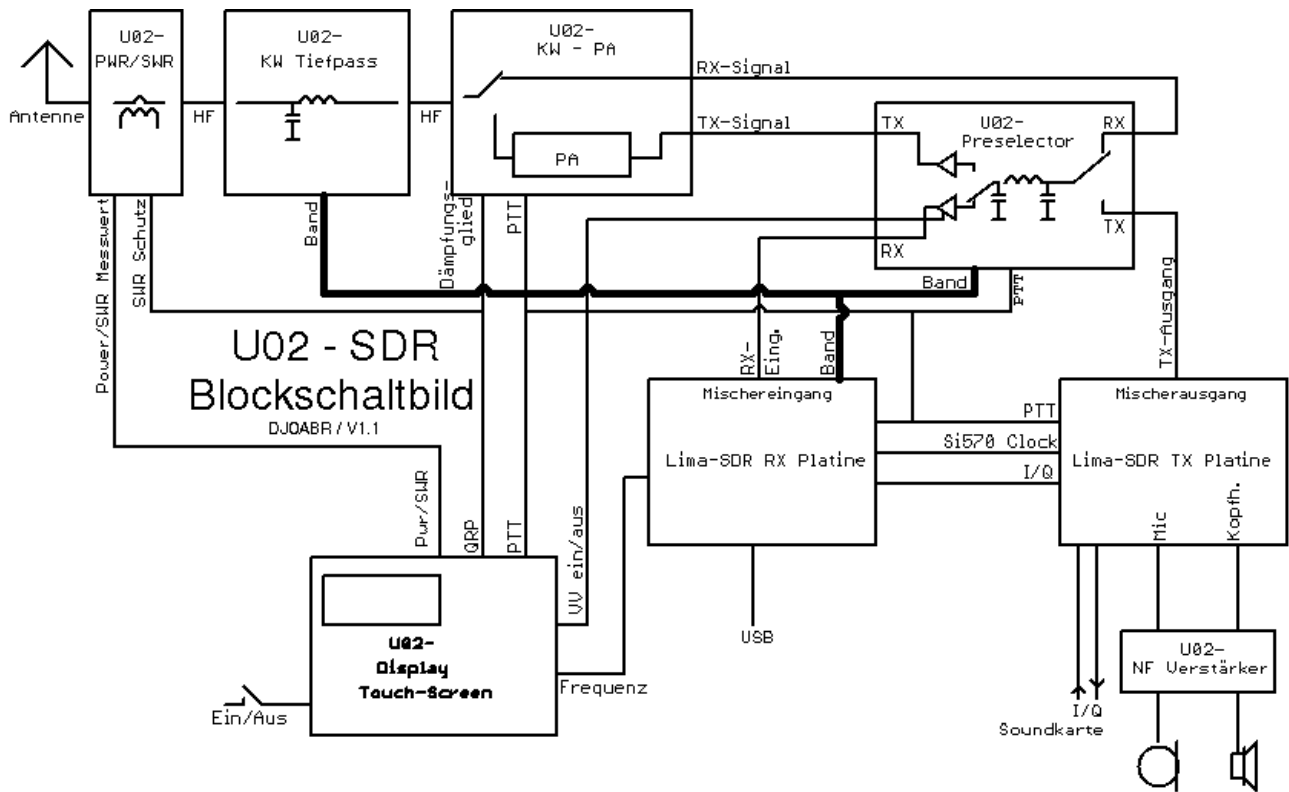 U02-
PWR/SWR
U02-
KW Tiefpass
U02-
KW - PA
RX-Signal
Antenne
HF
HF
PA
TX-Signal
TX
U02-
Preselector
RX
TX
RX
Band
PTT
Power/SWR Messwert
SWR Schutz
Band
Dämpfungs-
glied
PTT
U02 - SDR
Blockschaltbild
DJ0ABR / V1.1
RX-
Eing.
Band
TX-Ausgang
Mischereingang
Lima-SDR RX Platine
PTT
Si570 Clock
I/Q
Mischerausgang
Lima-SDR TX Platine
Mic
Kopfh.
Pwr/SWR
QRP
PTT
VV ein/aus
U02-
Display
Touch-Screen
Frequenz
Ein/Aus
USB
I/Q
Soundkarte
U02-
NF Verstärker